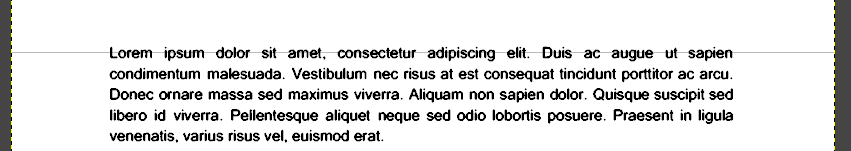 Lorem ipsum dolor sit amet, consectetur adipiscing elit. Duis ac augue ut sapien
condimentum malesuada. Vestibulum nec risus at est consequat tincidunt porttitor ac arcu.
Donec ornare massa sed maximus viverra. Aliquam non sapien dolor. Quisque suscipit sed
libero id viverra. Pellentesque aliquet neque sed odio lobortis posuere. Praesent in ligula
venenatis, varius risus vel, euismod erat.